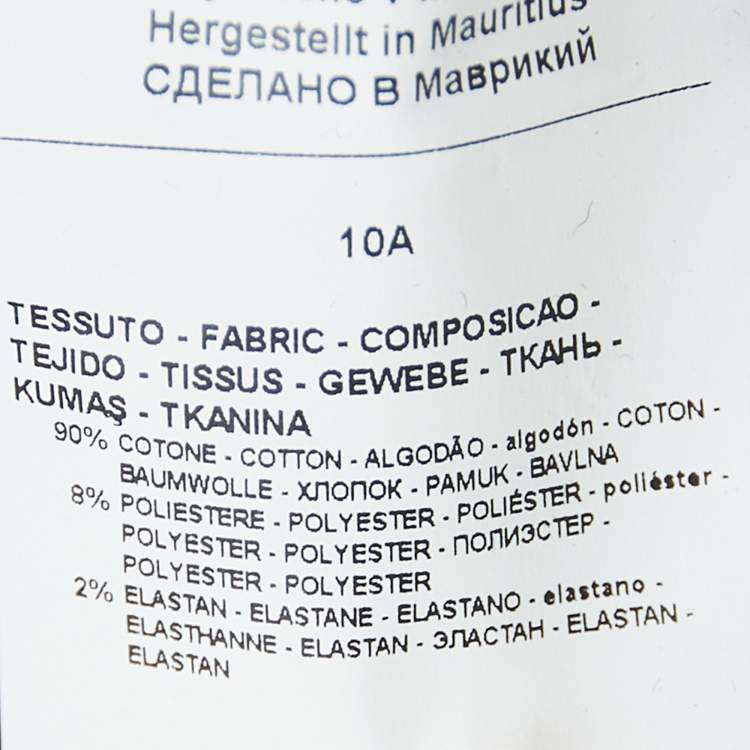 Hergestellt in Mauritius
СДЕЛАНО В Маврикий
10A
TESSUTO - FABRIC - COMPOSICAO -
TEJIDO - TISSUS - GEWEBE - ТКАНЬ -
KUMAŞ - TKANINA
90% COTONE - COTTON - ALGODÃO - algodón - COTON -
BAUMWOLLE - ХЛОПОК - PAMUK - BAVLNA
8% POLIESTERE - POLYESTER - POLIÉSTER - poliéster -
POLYESTER - POLYESTER - ПОЛИЭСТЕР -
POLYESTER - POLYESTER
2% ELASTAN - ELASTANE - ELASTANO - elastano -
ELASTHANNE - ELASTAN - ЭЛАСТАН - ELASTAN -
ELASTAN